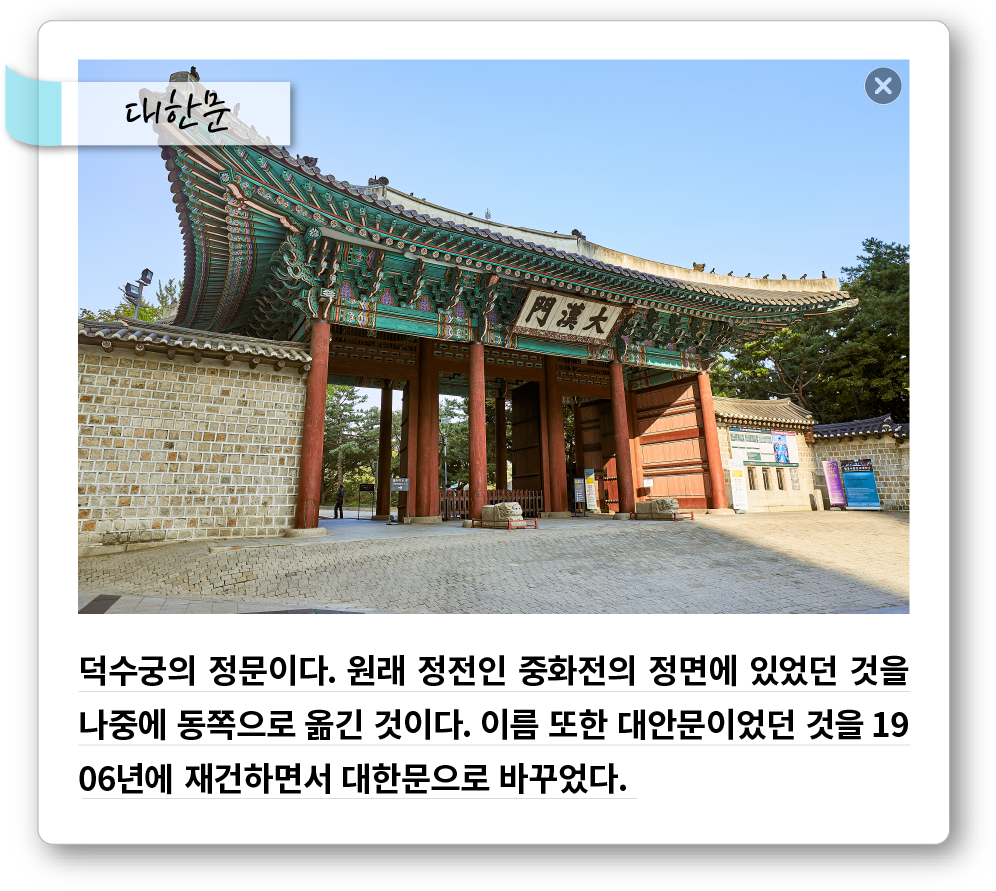 대한문
門漢大
덕수궁의 정문이다. 원래 정전인 중화전의 정면에 있었던 것을
나중에 동쪽으로 옮긴 것이다. 이름 또한 대안문이었던 것을 19
06년에 재건하면서 대한문으로 바꾸었다.